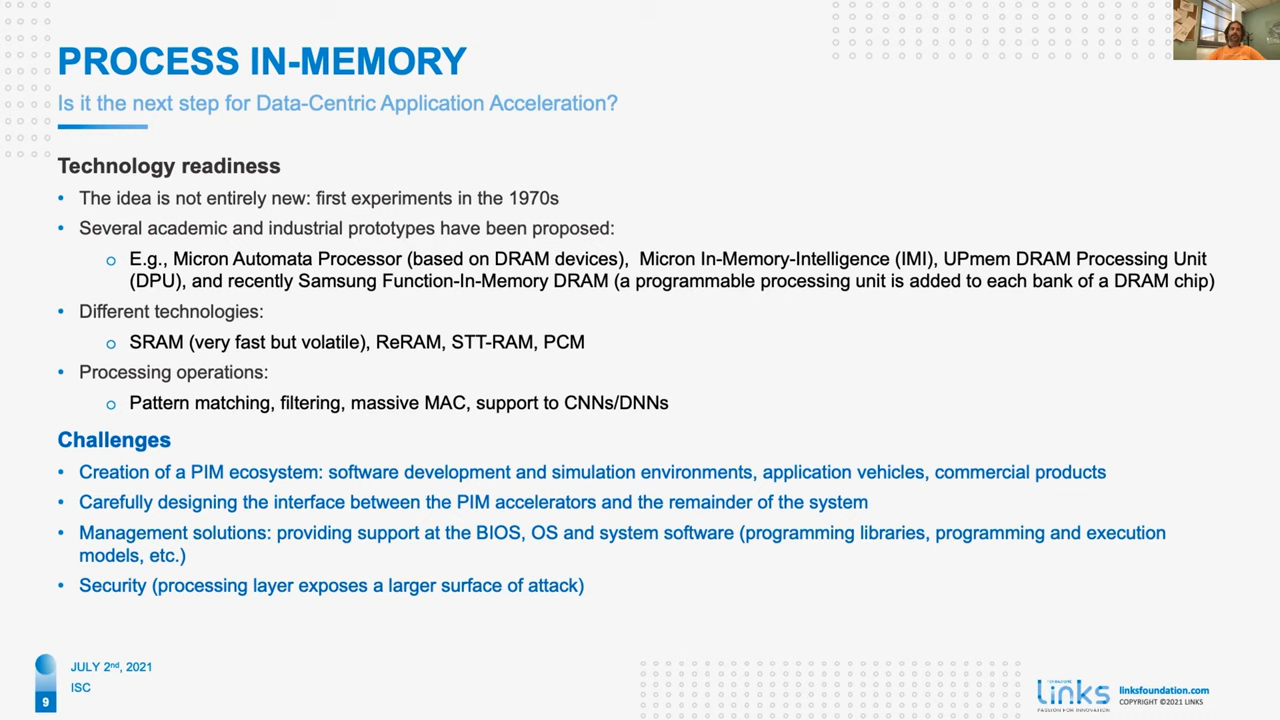 PROCESS IN-MEMORY
Is it the next step for Data-Centric Application Acceleration?
Technology readiness
• The idea is not entirely new: first experiments in the 1970s
• Several academic and industrial prototypes have been proposed:
o E.g., Micron Automata Processor (based on DRAM devices), Micron In-Memory-Intelligence (IMI), UPmem DRAM Processing Unit
(DPU), and recently Samsung Function-In-Memory DRAM (a programmable processing unit is added to each bank of a DRAM chip)
• Different technologies:
o SRAM (very fast but volatile), ReRAM, STT-RAM, PCM
• Processing operations:
o Pattern matching, filtering, massive MAC, support to CNNs/DNNs
Challenges
• Creation of a PIM ecosystem: software development and simulation environments, application vehicles, commercial products
• Carefully designing the interface between the PIM accelerators and the remainder of the system
• Management solutions: providing support at the BIOS, OS and system software (programming libraries, programming and execution
models, etc.)
• Security (processing layer exposes a larger surface of attack)
JULY 2nd, 2021
ISC
9
links
PASSION FOR INNOVATION
linksfoundation.com
COPYRIGHT ©2021 LINKS